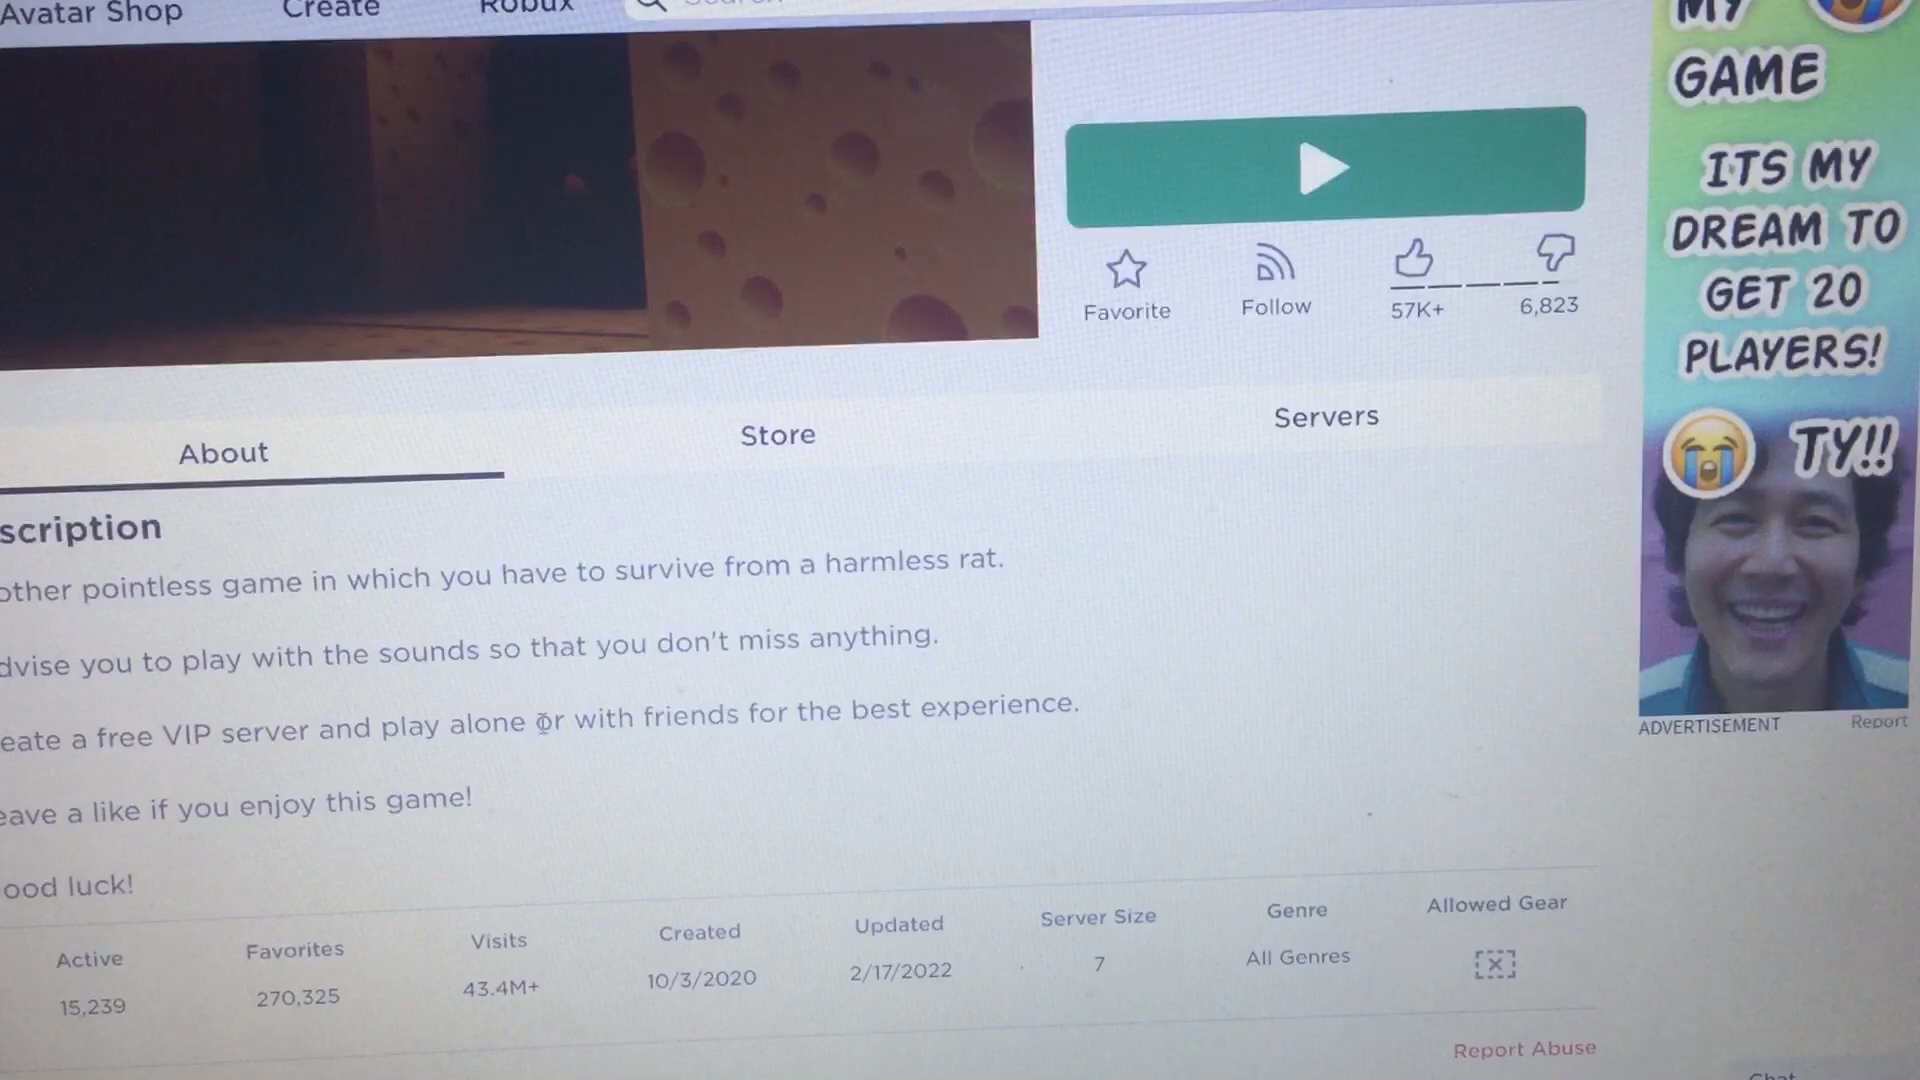 Avatar Shop
Create
Robux
MY
GAME
ITS MY
DREAM TO
GET 20
PLAYERS!
TY!!
ADVERTISEMENT
Report
Favorite
Follow
57K+
6,823
About
Store
Servers
scription
other pointless game in which you have to survive from a harmless rat.
dvise you to play with the sounds so that you don't miss anything.
eate a free VIP server and play alone or with friends for the best experience.
eave a like if you enjoy this game!
ood luck!
Active
Favorites
Visits
Created
Updated
Server Size
Genre
Allowed Gear
15,239
270,325
43.4M+
10/3/2020
2/17/2022
7
All Genres
Report Abuse